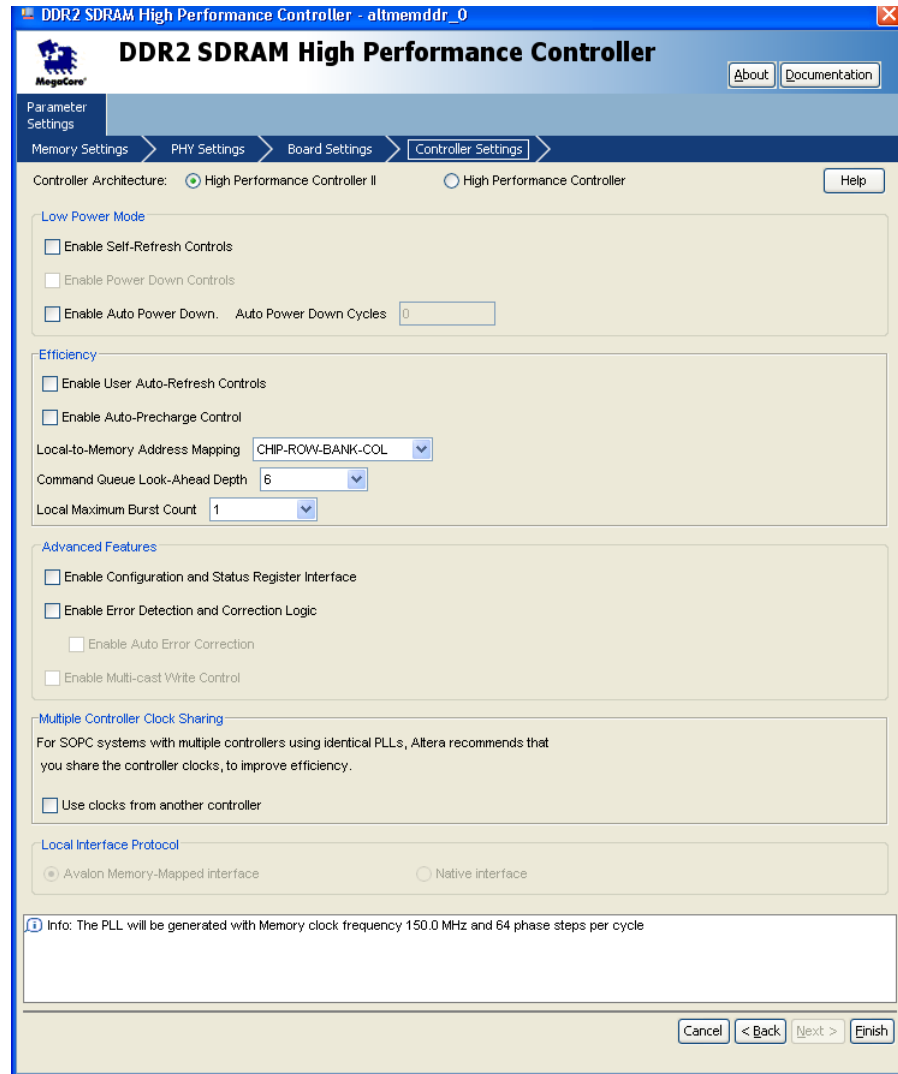 DDR2 SDRAM High Performance Controller - altmemddr_0
DDR2 SDRAM High Performance Controller
MegaCore®
About Documentation
Parameter
Settings
Memory Settings PHY Settings Board Settings Controller Settings
Controller Architecture: High Performance Controller II High Performance Controller Help
Low Power Mode
Enable Self-Refresh Controls
Enable Power Down Controls
Enable Auto Power Down. Auto Power Down Cycles 0
Efficiency
Enable User Auto-Refresh Controls
Enable Auto-Precharge Control
Local-to-Memory Address Mapping CHIP-ROW-BANK-COL
Command Queue Look-Ahead Depth 6
Local Maximum Burst Count 1
Advanced Features
Enable Configuration and Status Register Interface
Enable Error Detection and Correction Logic
Enable Auto Error Correction
Enable Multi-cast Write Control
Multiple Controller Clock Sharing
For SOPC systems with multiple controllers using identical PLLs, Altera recommends that
you share the controller clocks, to improve efficiency.
Use clocks from another controller
Local Interface Protocol
Avalon Memory-Mapped interface Native interface
Info: The PLL will be generated with Memory clock frequency 150.0 MHz and 64 phase steps per cycle
Cancel < Back Next > Finish